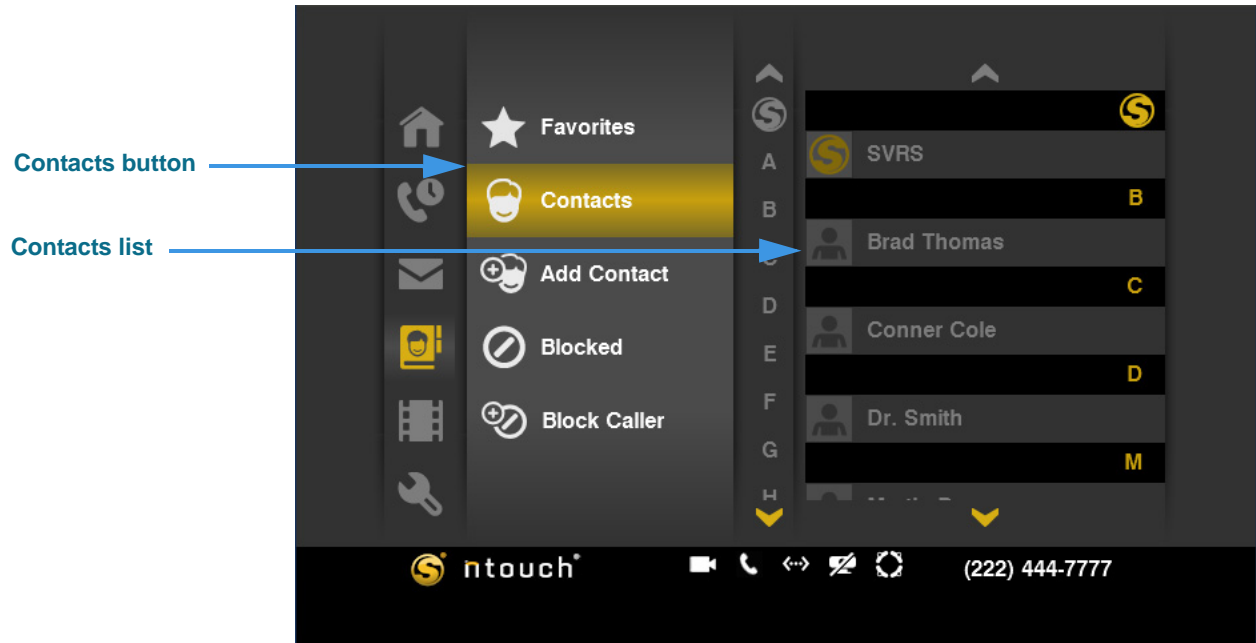 Contacts button
Contacts list
Favorites
Contacts
Add Contact
Blocked
Block Caller
A
B
C
D
E
F
G
H
SVRS
B
Brad Thomas
C
Conner Cole
D
Dr. Smith
M
ntouch
(222) 444-7777